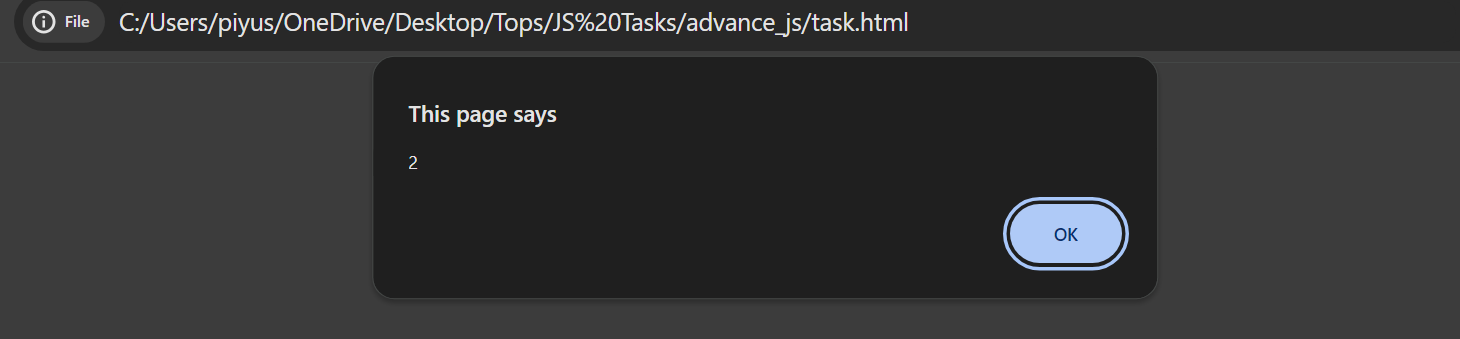 File C:/Users/piyus/OneDrive/Desktop/Tops/JS%20Tasks/advance_js/task.html
This page says
2
OK